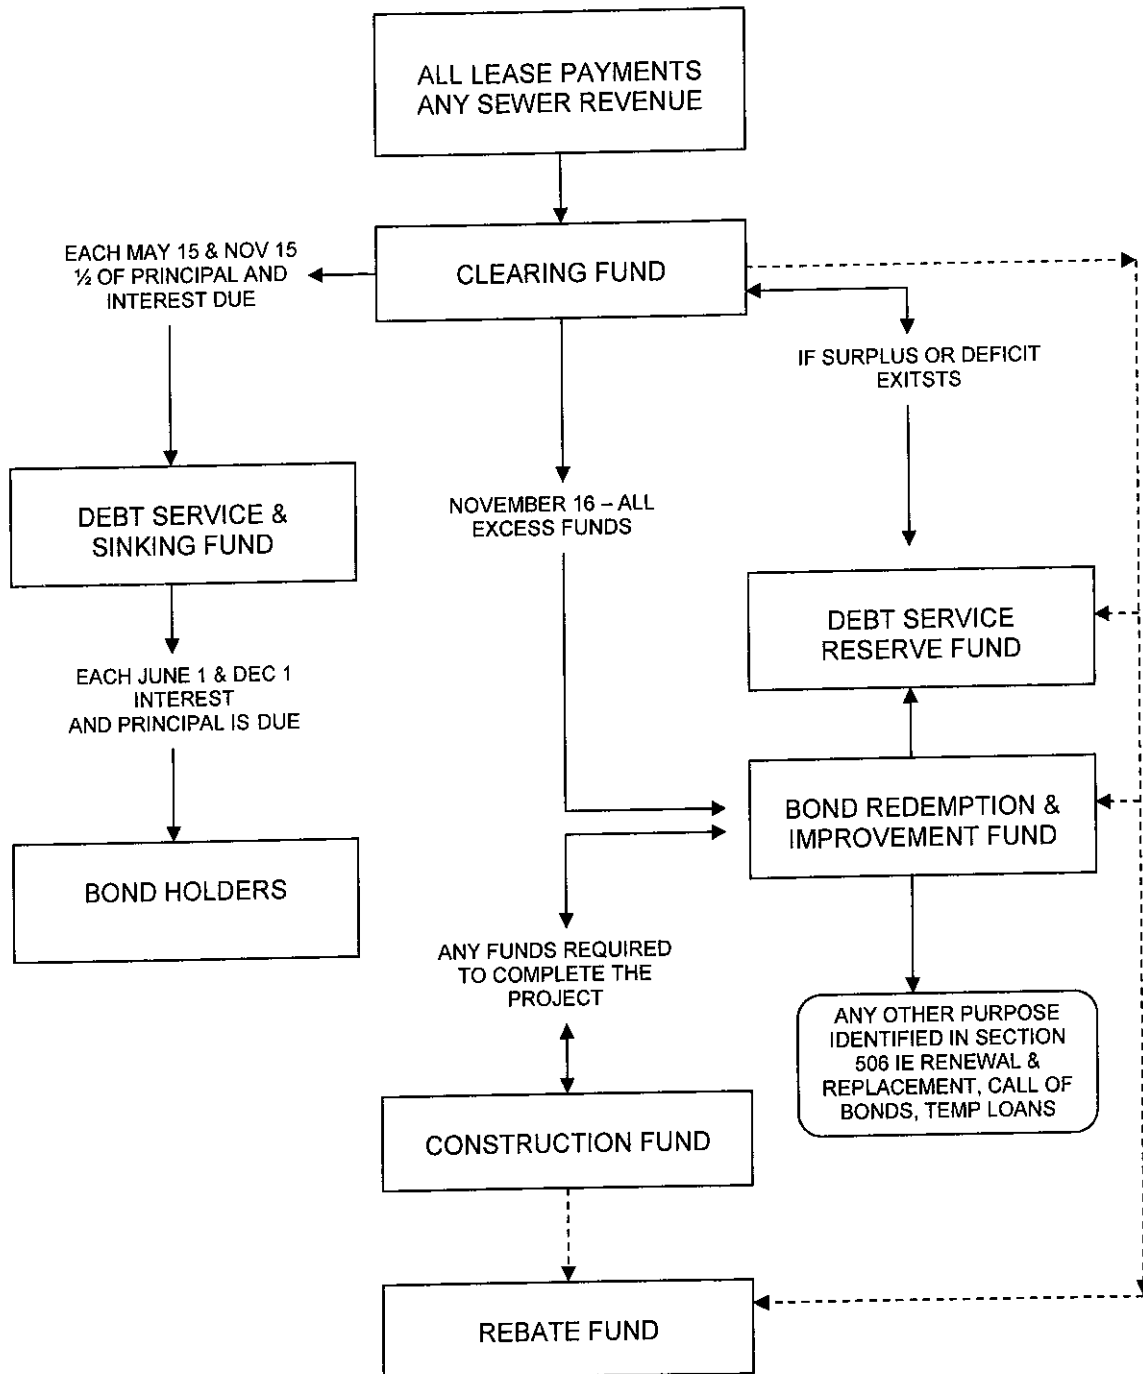 ALL LEASE PAYMENTS
ANY SEWER REVENUE
EACH MAY 15 & NOV 15
½ OF PRINCIPAL AND
INTEREST DUE
CLEARING FUND
IF SURPLUS OR DEFICIT
EXITSTS
DEBT SERVICE &
SINKING FUND
NOVEMBER 16 – ALL
EXCESS FUNDS
DEBT SERVICE
RESERVE FUND
EACH JUNE 1 & DEC 1
INTEREST
AND PRINCIPAL IS DUE
BOND REDEMPTION &
IMPROVEMENT FUND
BOND HOLDERS
ANY FUNDS REQUIRED
TO COMPLETE THE
PROJECT
ANY OTHER PURPOSE
IDENTIFIED IN SECTION
506 IE RENEWAL &
REPLACEMENT, CALL OF
BONDS, TEMP LOANS
CONSTRUCTION FUND
REBATE FUND